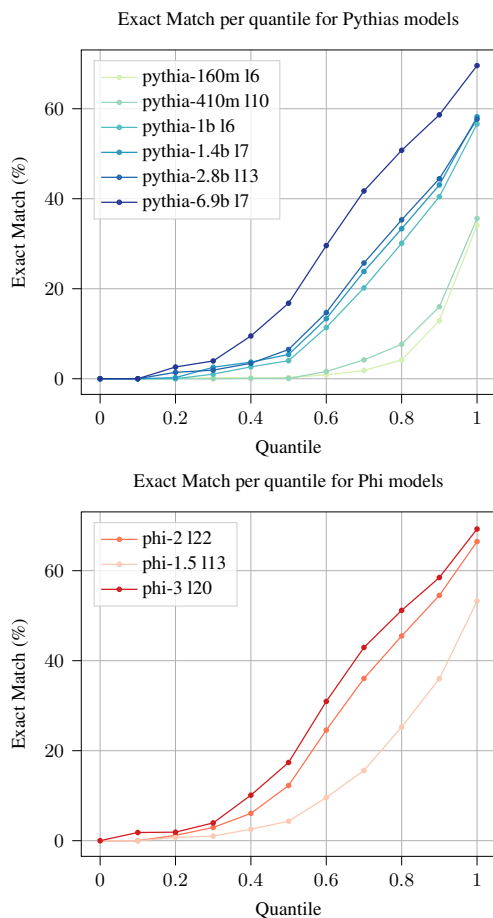 Exact Match per quantile for Pythias models
pythia-160m l6
pythia-410m l10
pythia-1b l6
pythia-1.4b l7
pythia-2.8b l13
pythia-6.9b l7
Exact Match (%)
60
40
20
0
0 0.2 0.4 0.6 0.8 1
Quantile
Exact Match per quantile for Phi models
phi-2 l22
phi-1.5 l13
phi-3 l20
Exact Match (%)
60
40
20
0
0 0.2 0.4 0.6 0.8 1
Quantile